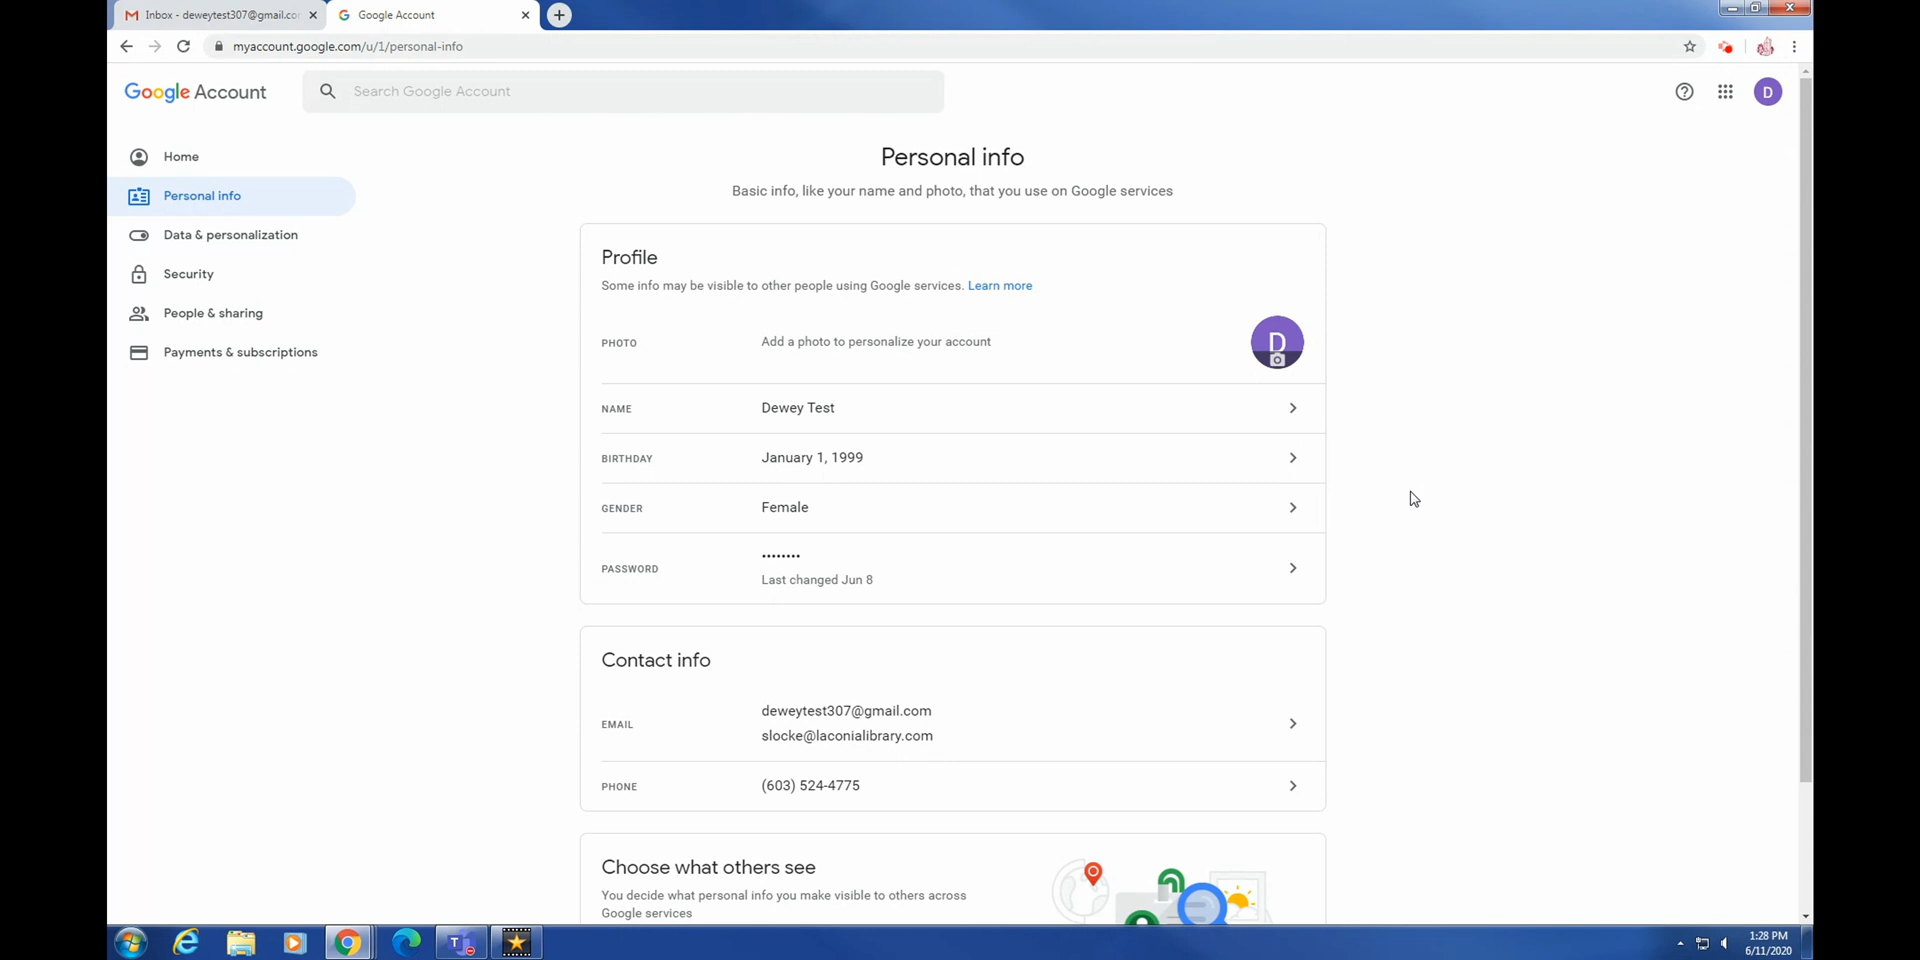 Inbox - deweytest307@gmail.co
Google Account
myaccount.google.com/u/1/personal-info
Google Account
Search Google Account
D
Home
Personal info
Data & personalization
Security
People & sharing
Payments & subscriptions
Personal info
Basic info, like your name and photo, that you use on Google services
Profile
Some info may be visible to other people using Google services. Learn more
PHOTO
Add a photo to personalize your account
D
NAME
Dewey Test
BIRTHDAY
January 1, 1999
GENDER
Female
PASSWORD
••••••••
Last changed Jun 8
Contact info
EMAIL
deweytest307@gmail.com
slocke@laconialibrary.com
PHONE
(603) 524-4775
Choose what others see
You decide what personal info you make visible to others across
Google services
1:28 PM
6/11/2020